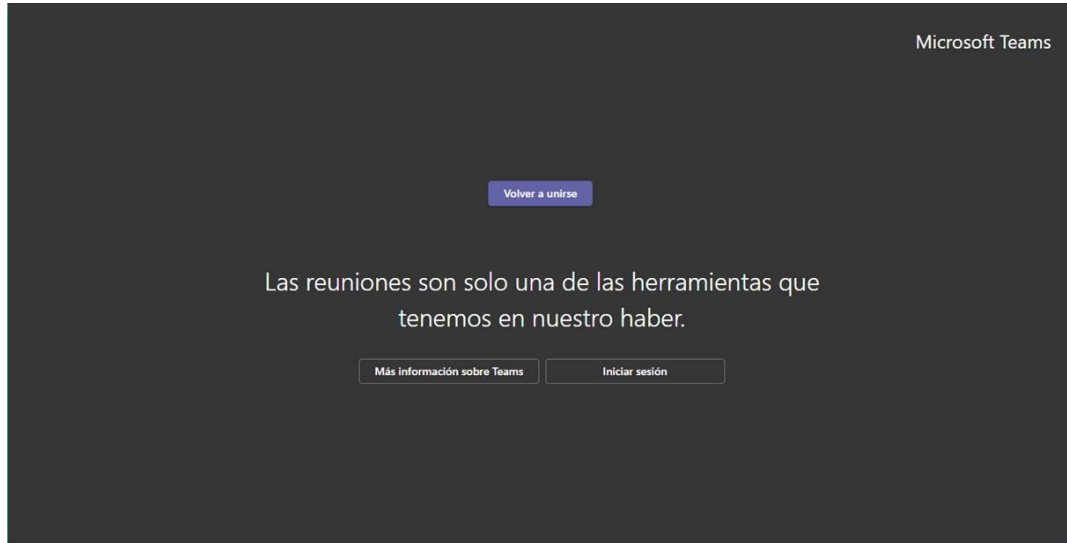 Microsoft Teams
Volver a unirse
Las reuniones son solo una de las herramientas que
tenemos en nuestro haber.
Más información sobre Teams
Iniciar sesión